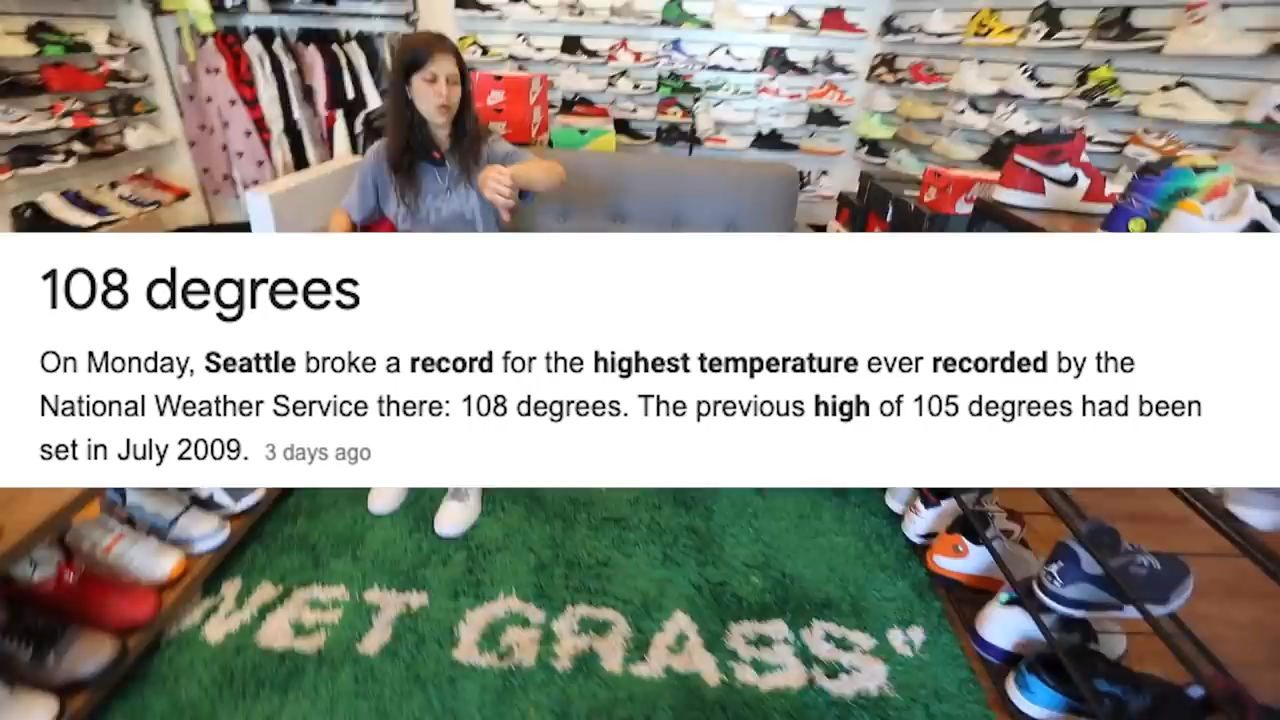 108 degrees
On Monday, Seattle broke a record for the highest temperature ever recorded by the
National Weather Service there: 108 degrees. The previous high of 105 degrees had been
set in July 2009. 3 days ago
WET GRASS"